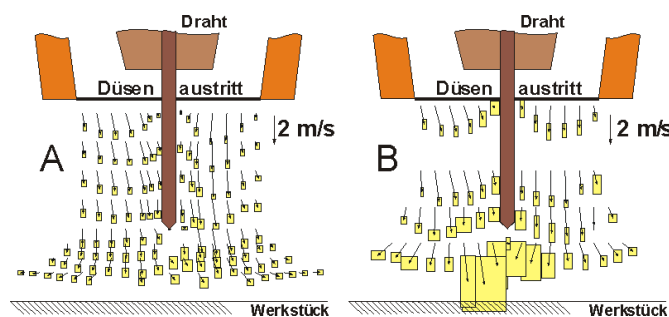 Draht
Düsen austritt
2 m/s
A
Werkstück
Draht
Düsen austritt
2 m/s
B
Werkstück